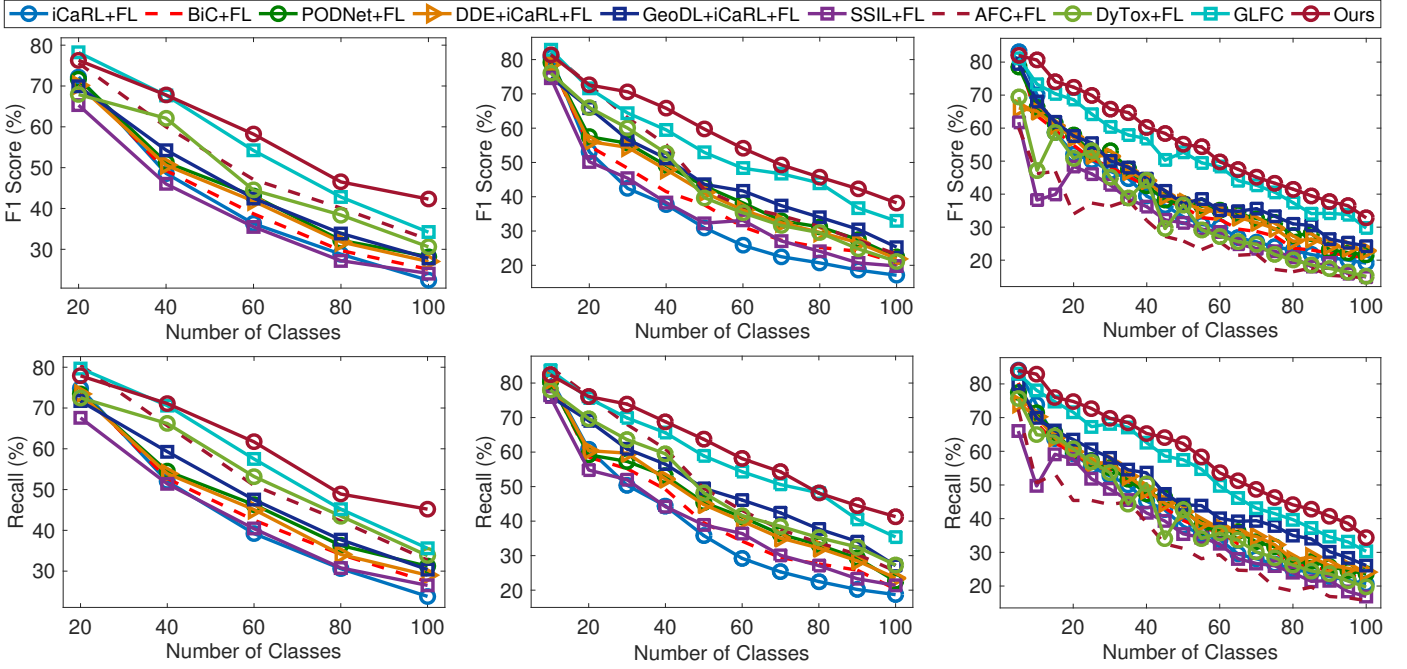 iCaRL+FL BiC+FL PODNet+FL DDE+iCaRL+FL GeoDL+iCaRL+FL SSIL+FL AFC+FL DyTox+FL GLFC Ours
F1 Score (%)
80
70
60
50
40
30
20 40 60 80 100
Number of Classes
F1 Score (%)
80
70
60
50
40
30
20
20 40 60 80 100
Number of Classes
F1 Score (%)
80
70
60
50
40
30
20
20 40 60 80 100
Number of Classes
Recall (%)
80
70
60
50
40
30
20 40 60 80 100
Number of Classes
Recall (%)
80
70
60
50
40
30
20
20 40 60 80 100
Number of Classes
Recall (%)
80
70
60
50
40
30
20
20 40 60 80 100
Number of Classes